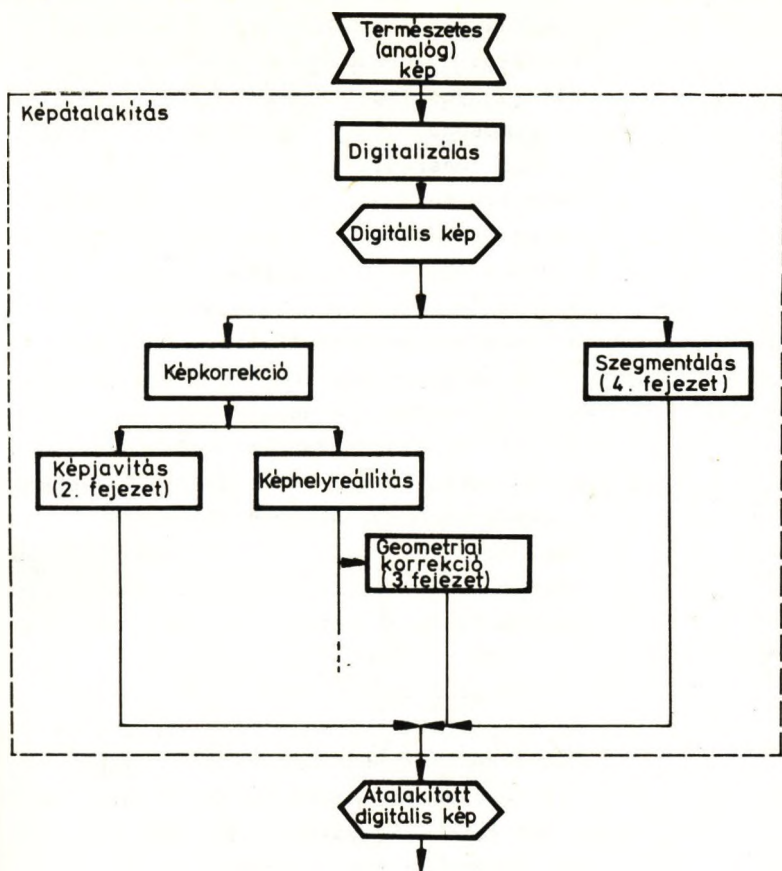 Természetes
(analóg)
kép
Képátalakítás
Digitalizálás
Digitális kép
Képkorrekció
Szegmentálás
(4. fejezet)
Képjavítás
(2. fejezet)
Képhelyreállítás
Geometriai
korrekció
(3. fejezet)
Átalakított
digitális kép